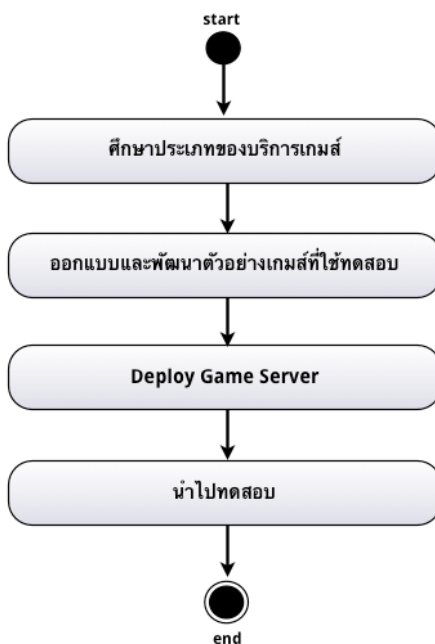 start
ศึกษาประเภทของบริการเกมส์
ออกแบบและพัฒนาตัวอย่างเกมส์ที่ใช้ทดสอบ
Deploy Game Server
นำไปทดสอบ
end